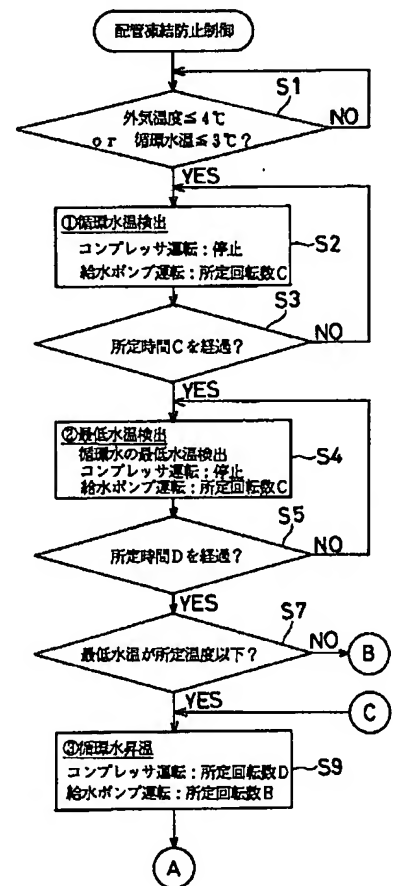 配管凍結防止制御
S1
外気温度≦4℃
or 循環水温≦3℃?
NO
YES
①循環水温検出
コンプレッサ運転:停止
給水ポンプ運転:所定回転数C
S2
S3
所定時間Cを経過?
NO
YES
②最低水温検出
循環水の最低水温検出
コンプレッサ運転:停止
給水ポンプ運転:所定回転数C
S4
S5
所定時間Dを経過?
NO
YES
S7
最低水温が所定温度以下?
NO
B
YES
C
③循環水昇温
コンプレッサ運転:所定回転数D
給水ポンプ運転:所定回転数B
S9
A